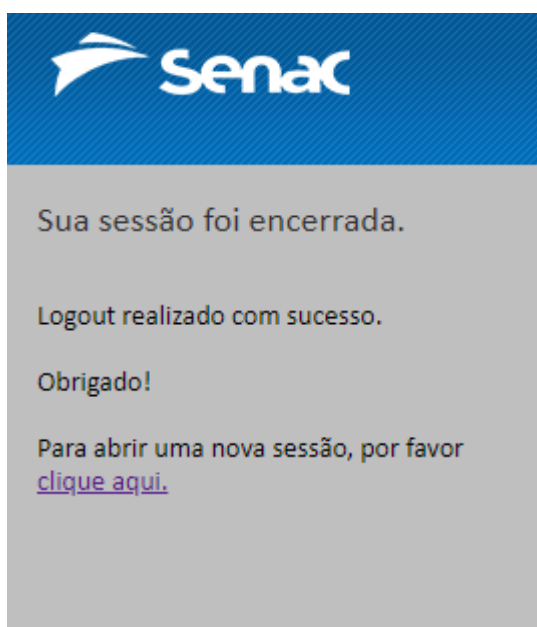 senac
Sua sessão foi encerrada.
Logout realizado com sucesso.
Obrigado!
Para abrir uma nova sessão, por favor
clique aqui.